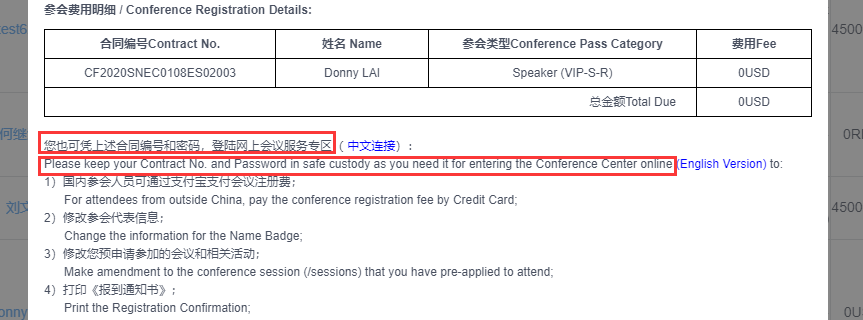 参会费用明细 / Conference Registration Details:
合同编号Contract No. 姓名 Name 参会类型Conference Pass Category 费用Fee
CF2020SNEC0108ES02003 Donny LAI Speaker (VIP-S-R) 0USD
总金额Total Due 0USD
test6
4500
您也可凭上述合同编号和密码，登陆网上会议服务专区（ 中文连接）：
何继
0R
Please keep your Contract No. and Password in safe custody as you need it for entering the Conference Center online (English Version) to:
1）国内参会人员可通过支付宝支付会议注册费；
For attendees from outside China, pay the conference registration fee by Credit Card;
刘文
4500
2）修改参会代表信息；
Change the information for the Name Badge;
3）修改您预申请参加的会议和相关活动；
Make amendment to the conference session (/sessions) that you have pre-applied to attend;
4）打印《报到通知书》；
Print the Registration Confirmation;
onny
0U